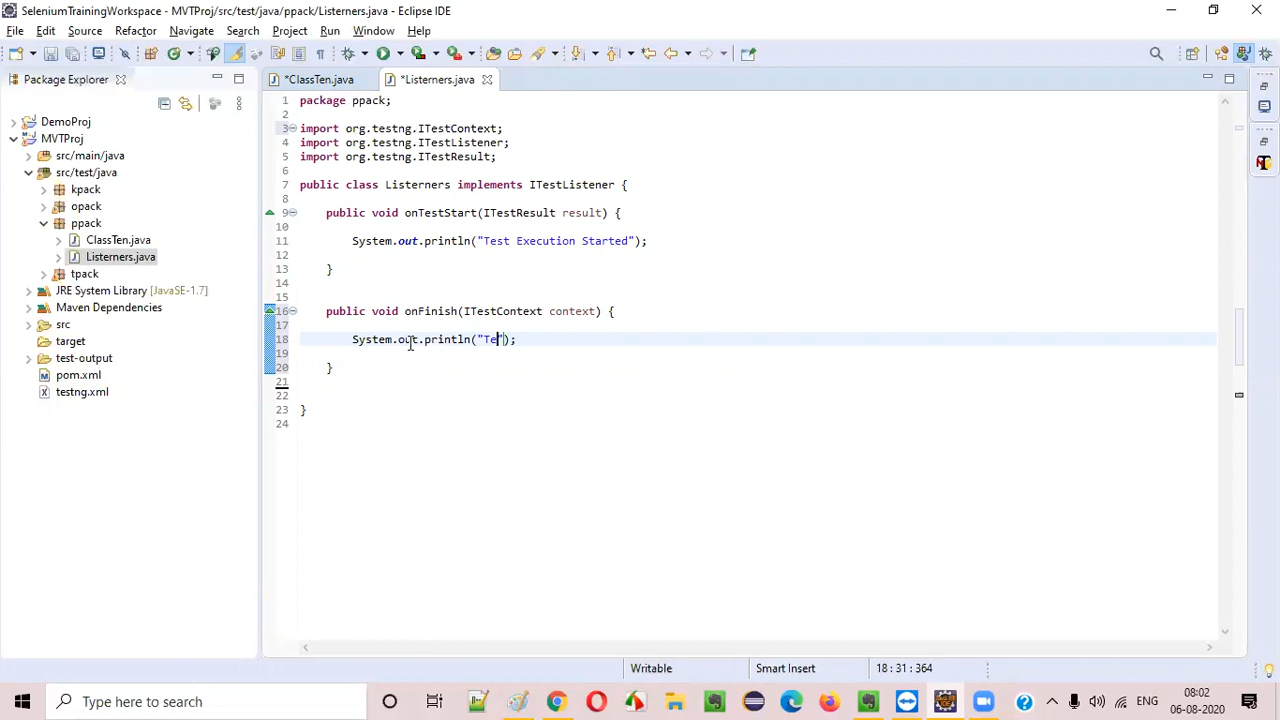 SeleniumTrainingWorkspace - MVTProj/src/test/java/ppack/Listerners.java - Eclipse IDE
File Edit Source Refactor Navigate Search Project Run Window Help
Package Explorer
*ClassTen.java
*Listerners.java
DemoProj
MVTProj
src/main/java
src/test/java
kpack
opack
ppack
ClassTen.java
Listerners.java
tpack
JRE System Library [JavaSE-1.7]
Maven Dependencies
src
target
test-output
pom.xml
testng.xml
1 package ppack;
2
3 import org.testng.ITestContext;
4 import org.testng.ITestListener;
5 import org.testng.ITestResult;
6
7 public class Listerners implements ITestListener {
8
9 public void onTestStart(ITestResult result) {
10
11 System.out.println("Test Execution Started");
12
13 }
14
15
16 public void onFinish(ITestContext context) {
17
18 System.out.println("Te");
19
20 }
21
22
23 }
24
Writable Smart Insert 18 : 31 : 364
Type here to search
ENG
08:02
06-08-2020